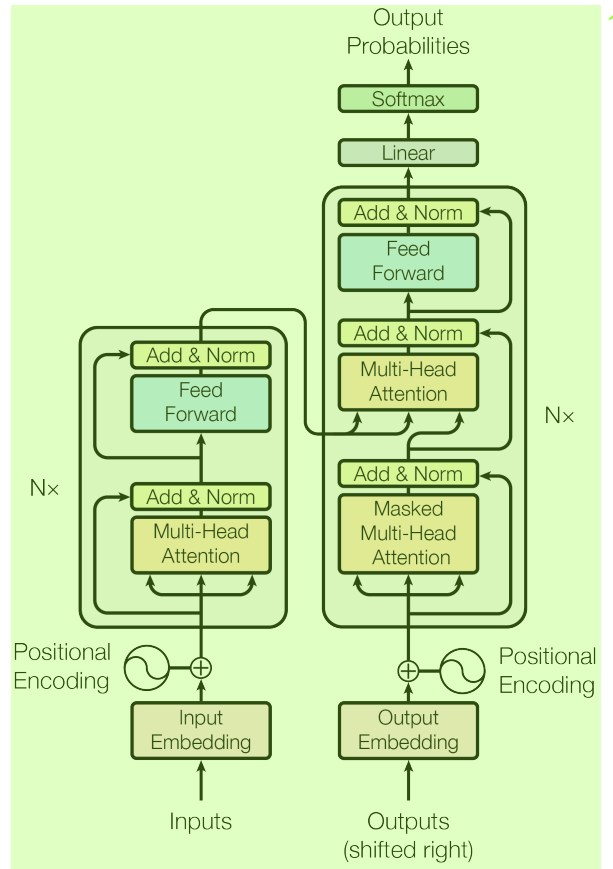 Output
Probabilities
Softmax
Linear
Add & Norm
Feed
Forward
Add & Norm
Multi-Head
Attention
Add & Norm
Masked
Multi-Head
Attention
N×
Add & Norm
Feed
Forward
Add & Norm
Multi-Head
Attention
N×
Positional
Encoding
Positional
Encoding
Input
Embedding
Output
Embedding
Inputs
Outputs
(shifted right)